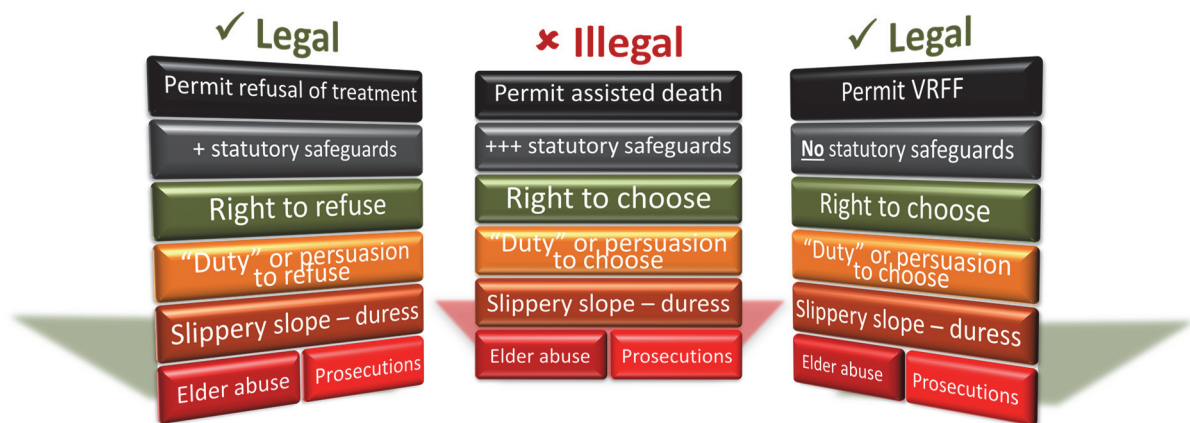 ✓ Legal
Permit refusal of treatment
+ statutory safeguards
Right to refuse
“Duty” or persuasion
to refuse
Slippery slope – duress
Elder abuse
Prosecutions
✘ Illegal
Permit assisted death
+++ statutory safeguards
Right to choose
“Duty” or persuasion
to choose
Slippery slope – duress
Elder abuse
Prosecutions
✓ Legal
Permit VRFF
No statutory safeguards
Right to choose
“Duty” or persuasion
to choose
Slippery slope – duress
Elder abuse
Prosecutions